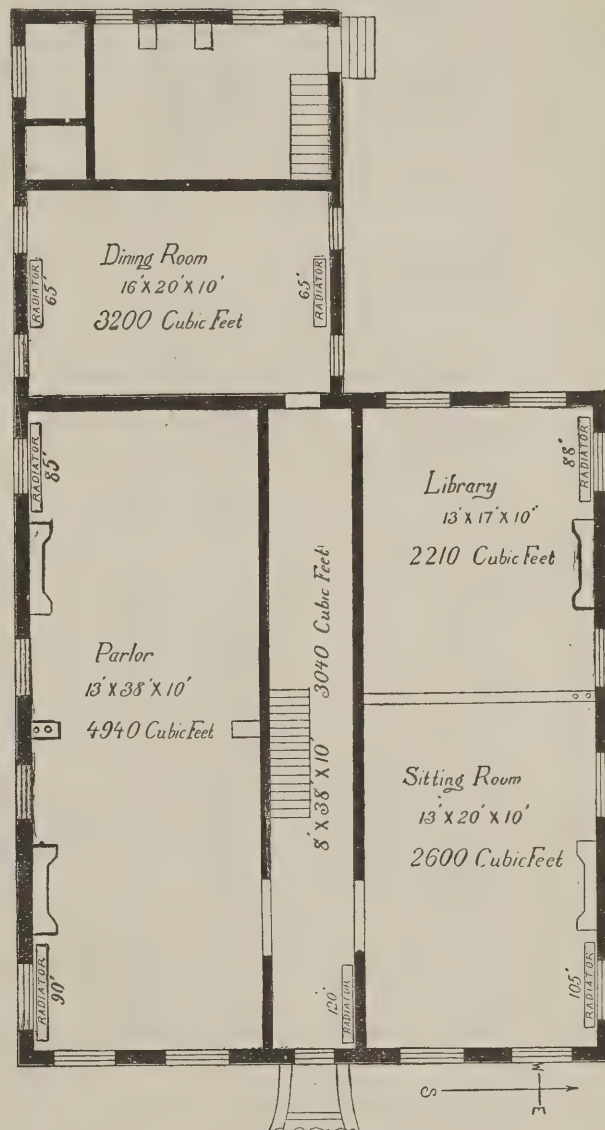 Dining Room
16' X 20' X 10'
3200 Cubic Feet
RADIATOR
65'
65'
RADIATOR
RADIATOR
85'
Library
13' X 17' X 10'
2210 Cubic Feet
88'
RADIATOR
Parlor
13' X 38' X 10'
4940 Cubic Feet
8' X 38' X 10'
3040 Cubic Feet
Sitting Room
13' X 20' X 10'
2600 Cubic Feet
RADIATOR
90'
120'
RADIATOR
105'
RADIATOR
S
W
E